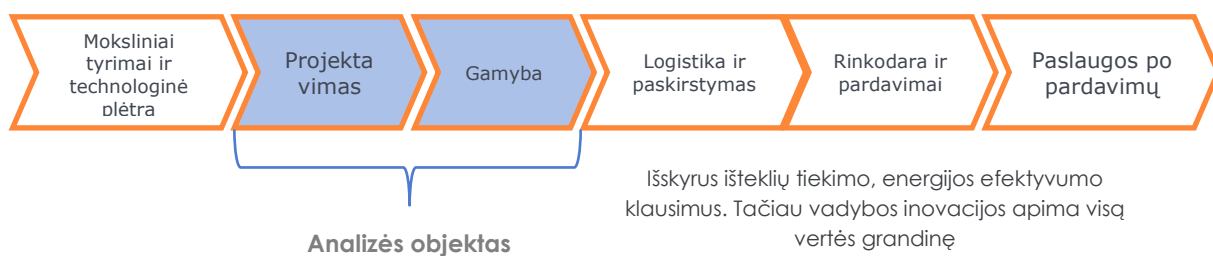 Moksliniai
tyrimai ir
technologinė
plėtra
Projekta
vimas
Gamyba
Logistika ir
paskirstymas
Rinkodara ir
pardavimai
Paslaugos po
pardavimų
Išskyrus išteklių tiekimo, energijos efektyvumo
klausimus. Tačiau vadybos inovacijos apima visą
vertės grandinę
Analizės objektas